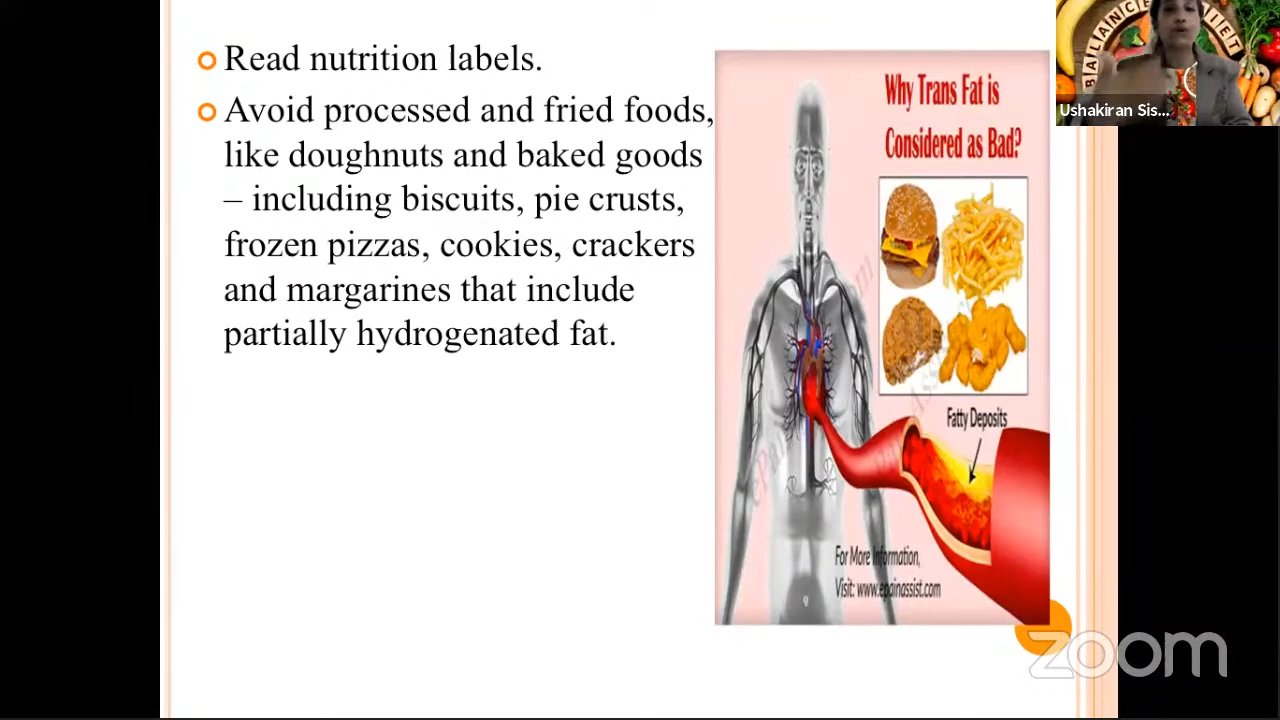 Read nutrition labels.
Avoid processed and fried foods,
like doughnuts and baked goods
– including biscuits, pie crusts,
frozen pizzas, cookies, crackers
and margarines that include
partially hydrogenated fat.
Why Trans Fat is
Considered as Bad?
Fatty Deposits
For More Information,
Visit: www.epainassist.com
BALANCE
DIET
Ushakiran Sis...
zoom